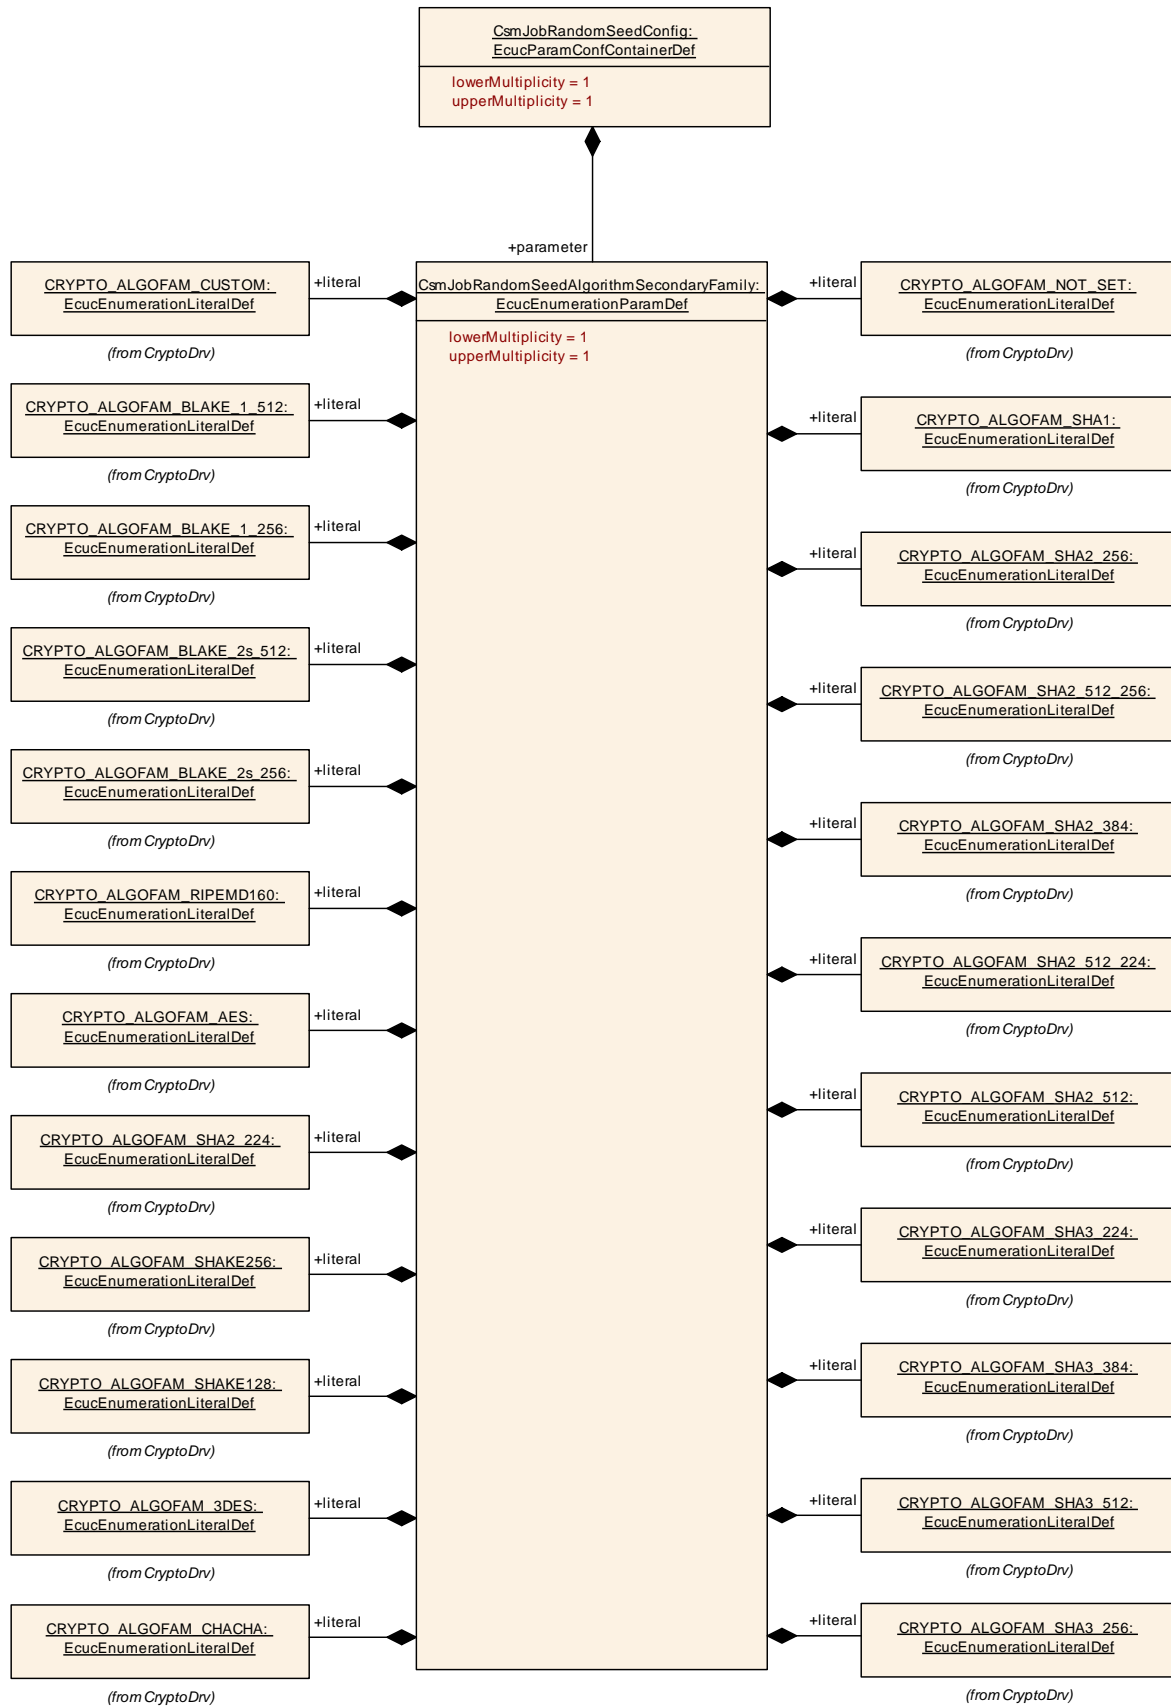 CsmJobRandomSeedConfig:
EcucParamConfContainerDef
lowerMultiplicity = 1
upperMultiplicity = 1
+parameter
CsmJobRandomSeedAlgorithmSecondaryFamily:
EcucEnumerationParamDef
lowerMultiplicity = 1
upperMultiplicity = 1
CRYPTO_ALGOFAM_CUSTOM:
EcucEnumerationLiteralDef
+literal
(from CryptoDrv)
CRYPTO_ALGOFAM_BLAKE_1_512:
EcucEnumerationLiteralDef
+literal
(from CryptoDrv)
CRYPTO_ALGOFAM_BLAKE_1_256:
EcucEnumerationLiteralDef
+literal
(from CryptoDrv)
CRYPTO_ALGOFAM_BLAKE_2s_512:
EcucEnumerationLiteralDef
+literal
(from CryptoDrv)
CRYPTO_ALGOFAM_BLAKE_2s_256:
EcucEnumerationLiteralDef
+literal
(from CryptoDrv)
CRYPTO_ALGOFAM_RIPEMD160:
EcucEnumerationLiteralDef
+literal
(from CryptoDrv)
CRYPTO_ALGOFAM_AES:
EcucEnumerationLiteralDef
+literal
(from CryptoDrv)
CRYPTO_ALGOFAM_SHA2_224:
EcucEnumerationLiteralDef
+literal
(from CryptoDrv)
CRYPTO_ALGOFAM_SHAKE256:
EcucEnumerationLiteralDef
+literal
(from CryptoDrv)
CRYPTO_ALGOFAM_SHAKE128:
EcucEnumerationLiteralDef
+literal
(from CryptoDrv)
CRYPTO_ALGOFAM_3DES:
EcucEnumerationLiteralDef
+literal
(from CryptoDrv)
CRYPTO_ALGOFAM_CHACHA:
EcucEnumerationLiteralDef
+literal
(from CryptoDrv)
+literal
CRYPTO_ALGOFAM_NOT_SET:
EcucEnumerationLiteralDef
(from CryptoDrv)
+literal
CRYPTO_ALGOFAM_SHA1:
EcucEnumerationLiteralDef
(from CryptoDrv)
+literal
CRYPTO_ALGOFAM_SHA2_256:
EcucEnumerationLiteralDef
(from CryptoDrv)
+literal
CRYPTO_ALGOFAM_SHA2_512_256:
EcucEnumerationLiteralDef
(from CryptoDrv)
+literal
CRYPTO_ALGOFAM_SHA2_384:
EcucEnumerationLiteralDef
(from CryptoDrv)
+literal
CRYPTO_ALGOFAM_SHA2_512_224:
EcucEnumerationLiteralDef
(from CryptoDrv)
+literal
CRYPTO_ALGOFAM_SHA2_512:
EcucEnumerationLiteralDef
(from CryptoDrv)
+literal
CRYPTO_ALGOFAM_SHA3_224:
EcucEnumerationLiteralDef
(from CryptoDrv)
+literal
CRYPTO_ALGOFAM_SHA3_384:
EcucEnumerationLiteralDef
(from CryptoDrv)
+literal
CRYPTO_ALGOFAM_SHA3_512:
EcucEnumerationLiteralDef
(from CryptoDrv)
+literal
CRYPTO_ALGOFAM_SHA3_256:
EcucEnumerationLiteralDef
(from CryptoDrv)